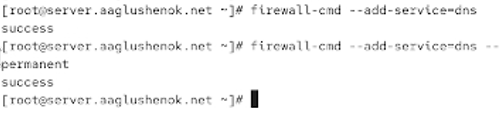 [root@server.aaglushenok.net ~]# firewall-cmd --add-service=dns
success
[root@server.aaglushenok.net ~]# firewall-cmd --add-service=dns --
permanent
success
[root@server.aaglushenok.net ~]#